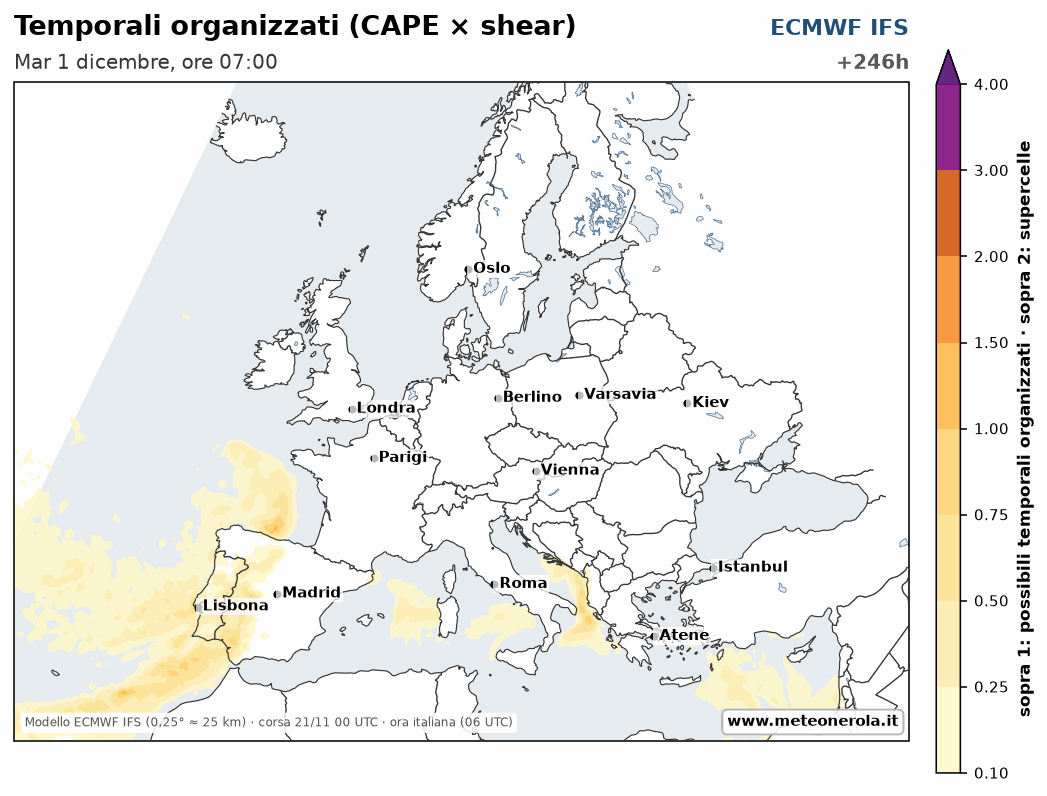 Temporali organizzati (CAPE × shear)
ECMWF IFS
Mar 1 dicembre, ore 07:00
+246h
Oslo
Londra
Berlino
Varsavia
Kiev
Parigi
Vienna
Istanbul
Roma
Madrid
Lisbona
Atene
Modello ECMWF IFS (0,25° ≈ 25 km) · corsa 21/11 00 UTC · ora italiana (06 UTC)
www.meteonerola.it
4.00
3.00
2.00
1.50
1.00
0.75
0.50
0.25
0.10
sopra 1: possibili temporali organizzati · sopra 2: supercelle